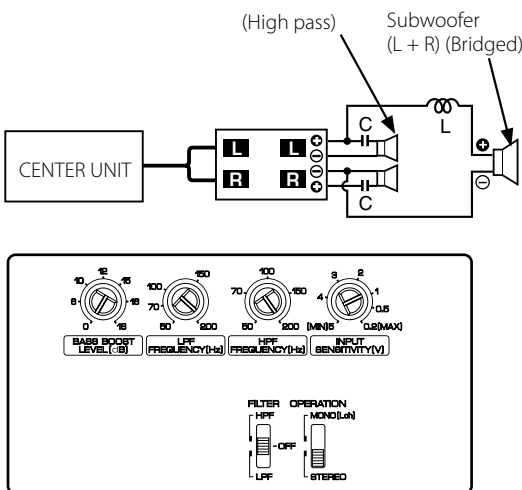 (High pass)
Subwoofer
(L + R) (Bridged)
C
L
CENTER UNIT
L L ⊕
⊖
⊕
⊖
R R ⊖
⊕
⊖
C
12
10 15
6 18
0 18
BASS BOOST
LEVEL(dB)
150
100
70
50 200
LPF
FREQUENCY(Hz)
100
70 150
50 200
HPF
FREQUENCY(Hz)
3 2
4 1
0.5
(MIN)5 0.2(MAX)
INPUT
SENSITIVITY(V)
FILTER OPERATION
HPF MONO(Lch)
OFF
LPF STEREO